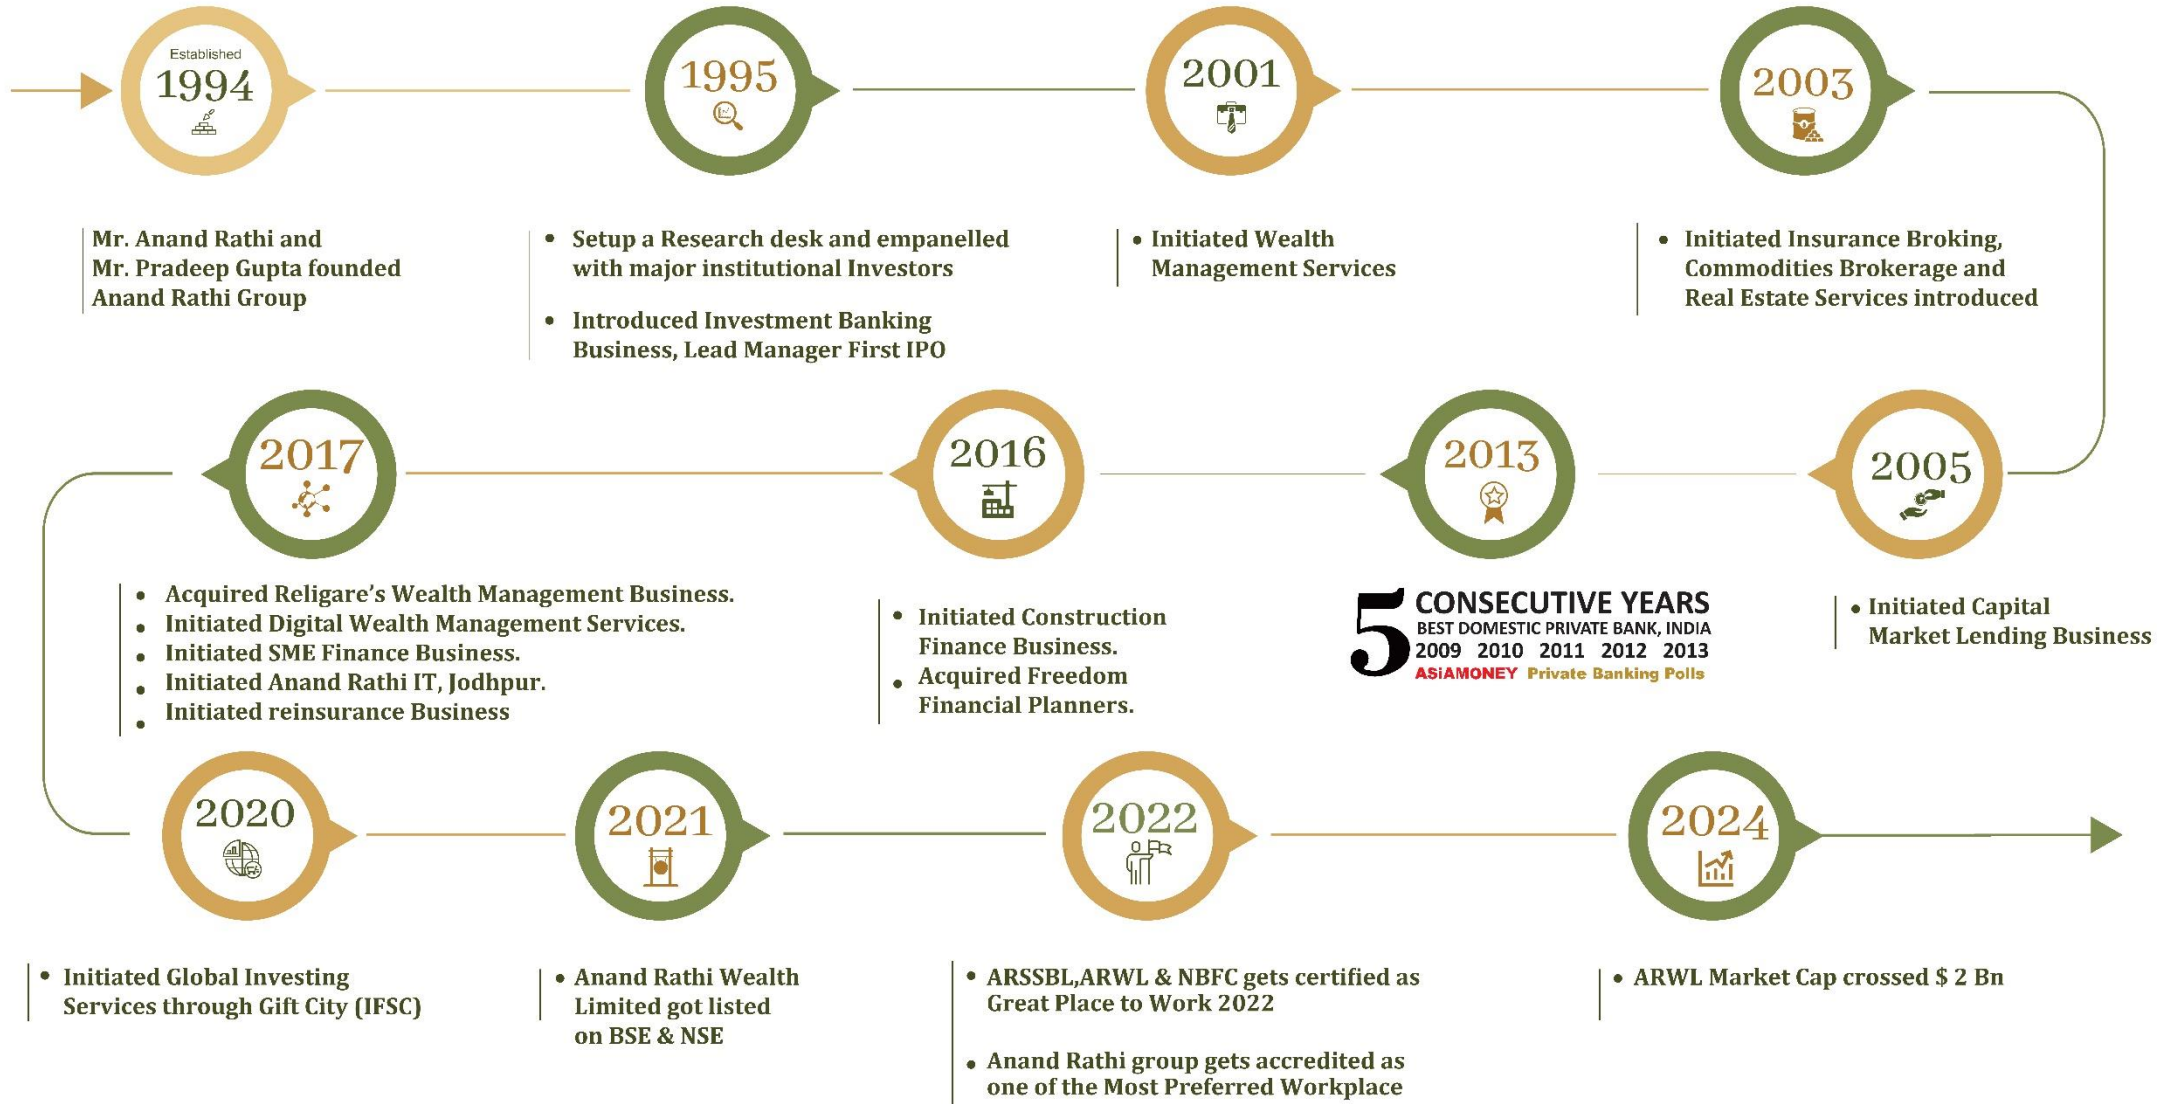 Established
1994
Mr. Anand Rathi and
Mr. Pradeep Gupta founded
Anand Rathi Group
1995
• Setup a Research desk and empanelled
with major institutional Investors
• Introduced Investment Banking
Business, Lead Manager First IPO
2001
• Initiated Wealth
Management Services
2003
• Initiated Insurance Broking,
Commodities Brokerage and
Real Estate Services introduced
2005
• Initiated Capital
Market Lending Business
2013
5 CONSECUTIVE YEARS
BEST DOMESTIC PRIVATE BANK, INDIA
2009 2010 2011 2012 2013
ASIAMONEY Private Banking Polls
2016
• Initiated Construction
Finance Business.
• Acquired Freedom
Financial Planners.
2017
• Acquired Religare’s Wealth Management Business.
• Initiated Digital Wealth Management Services.
• Initiated SME Finance Business.
• Initiated Anand Rathi IT, Jodhpur.
• Initiated reinsurance Business
2020
• Initiated Global Investing
Services through Gift City (IFSC)
2021
• Anand Rathi Wealth
Limited got listed
on BSE & NSE
2022
• ARSSBL,ARWL & NBFC gets certified as
Great Place to Work 2022
• Anand Rathi group gets accredited as
one of the Most Preferred Workplace
2024
• ARWL Market Cap crossed $ 2 Bn